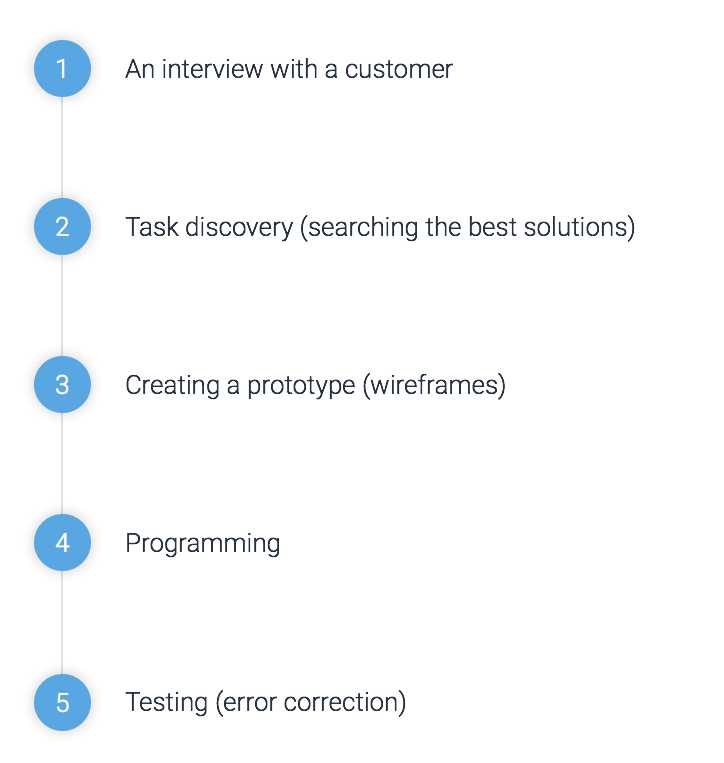 1 An interview with a customer
2 Task discovery (searching the best solutions)
3 Creating a prototype (wireframes)
4 Programming
5 Testing (error correction)